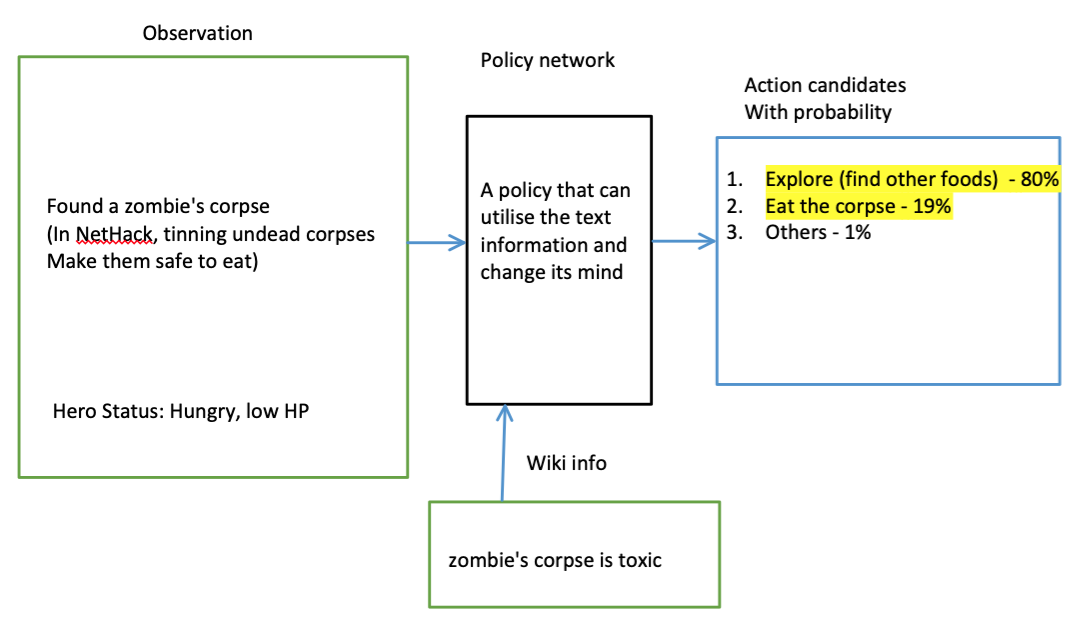 Observation
Found a zombie's corpse
(In NetHack, tinning undead corpses
Make them safe to eat)
Hero Status: Hungry, low HP
Policy network
A policy that can
utilise the text
information and
change its mind
Wiki info
zombie's corpse is toxic
Action candidates
With probability
1. Explore (find other foods) - 80%
2. Eat the corpse - 19%
3. Others - 1%